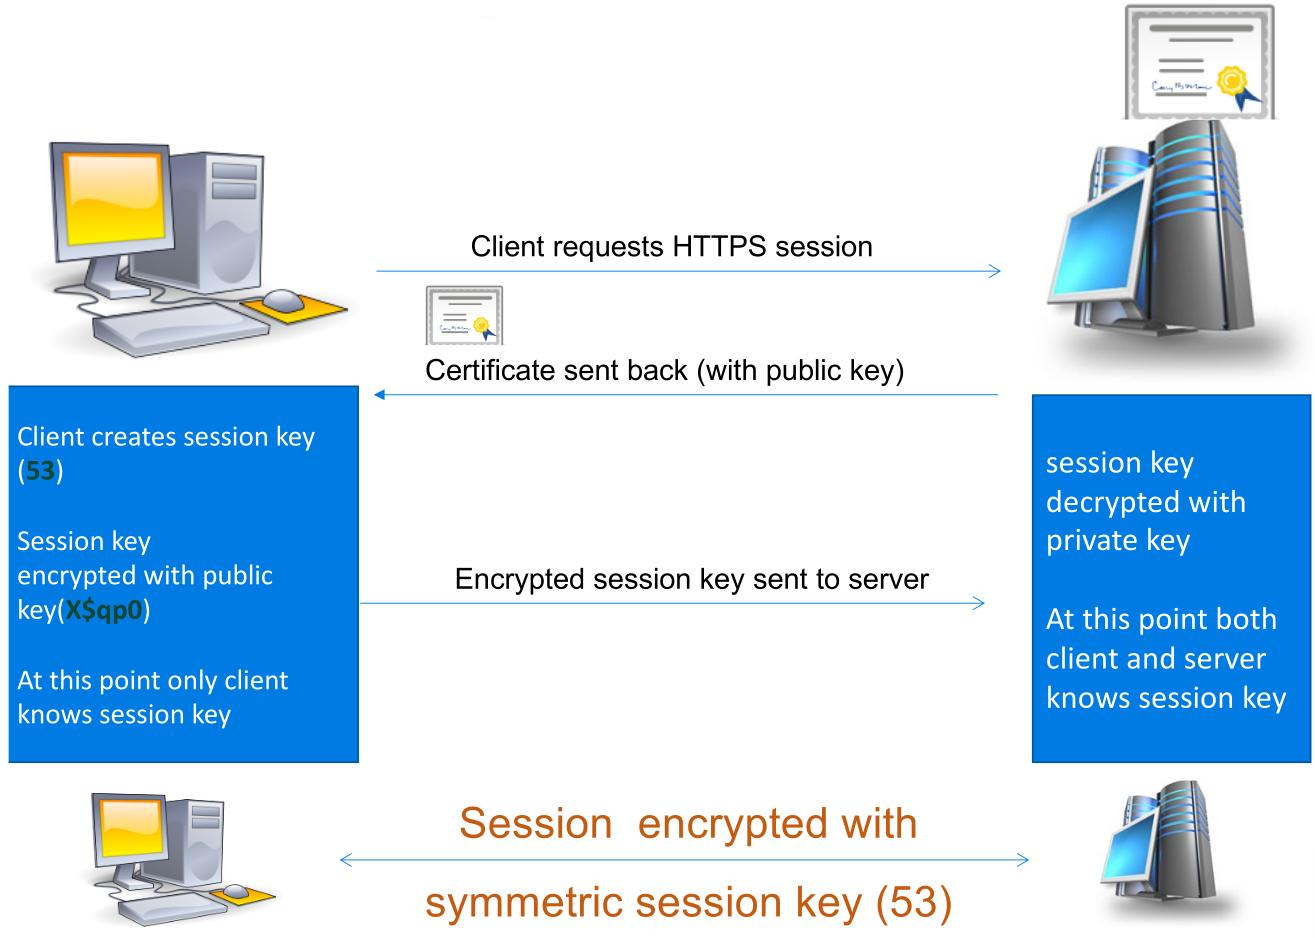 Client requests HTTPS session
Certificate sent back (with public key)
Client creates session key
(53)
Session key
encrypted with public
key(X$qp0)
At this point only client
knows session key
Encrypted session key sent to server
session key
decrypted with
private key
At this point both
client and server
knows session key
Session encrypted with
symmetric session key (53)